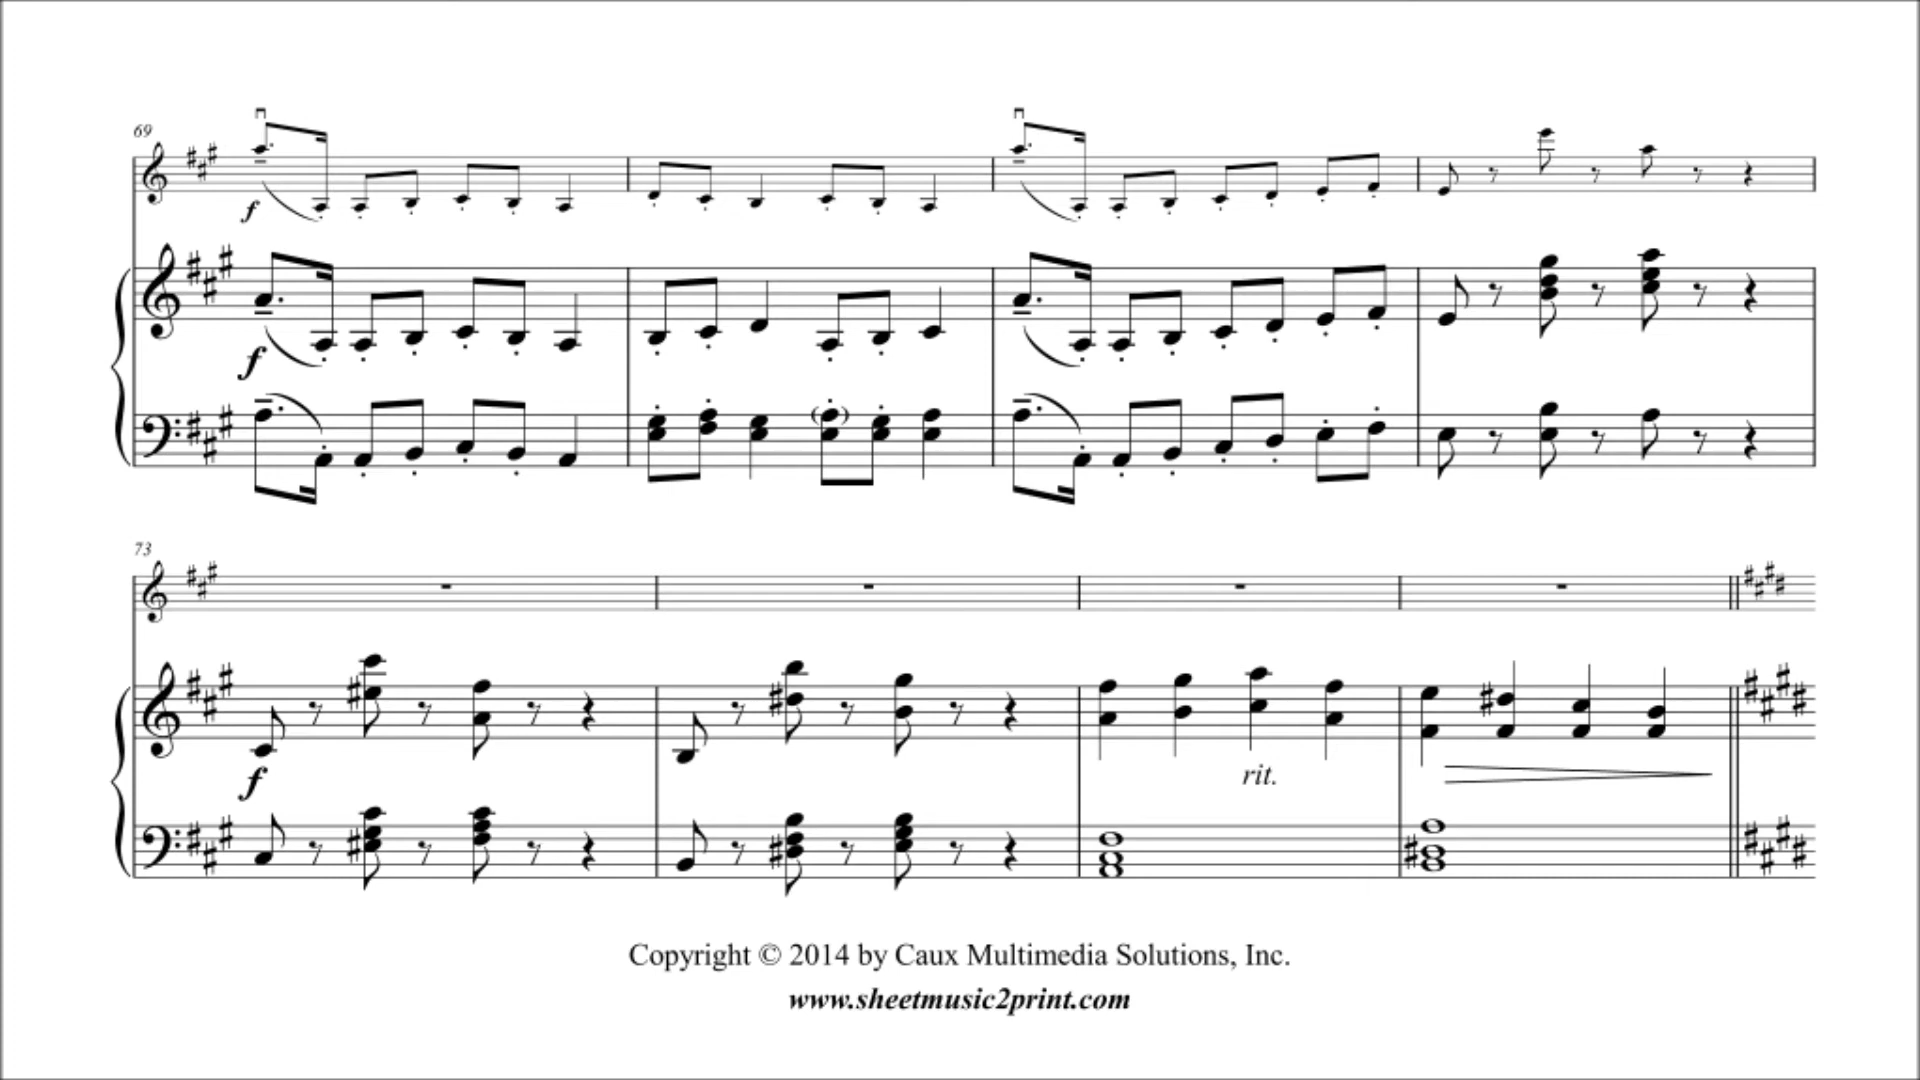 69
f
f
73
f
rit.
Copyright © 2014 by Caux Multimedia Solutions, Inc.
www.sheetmusic2print.com